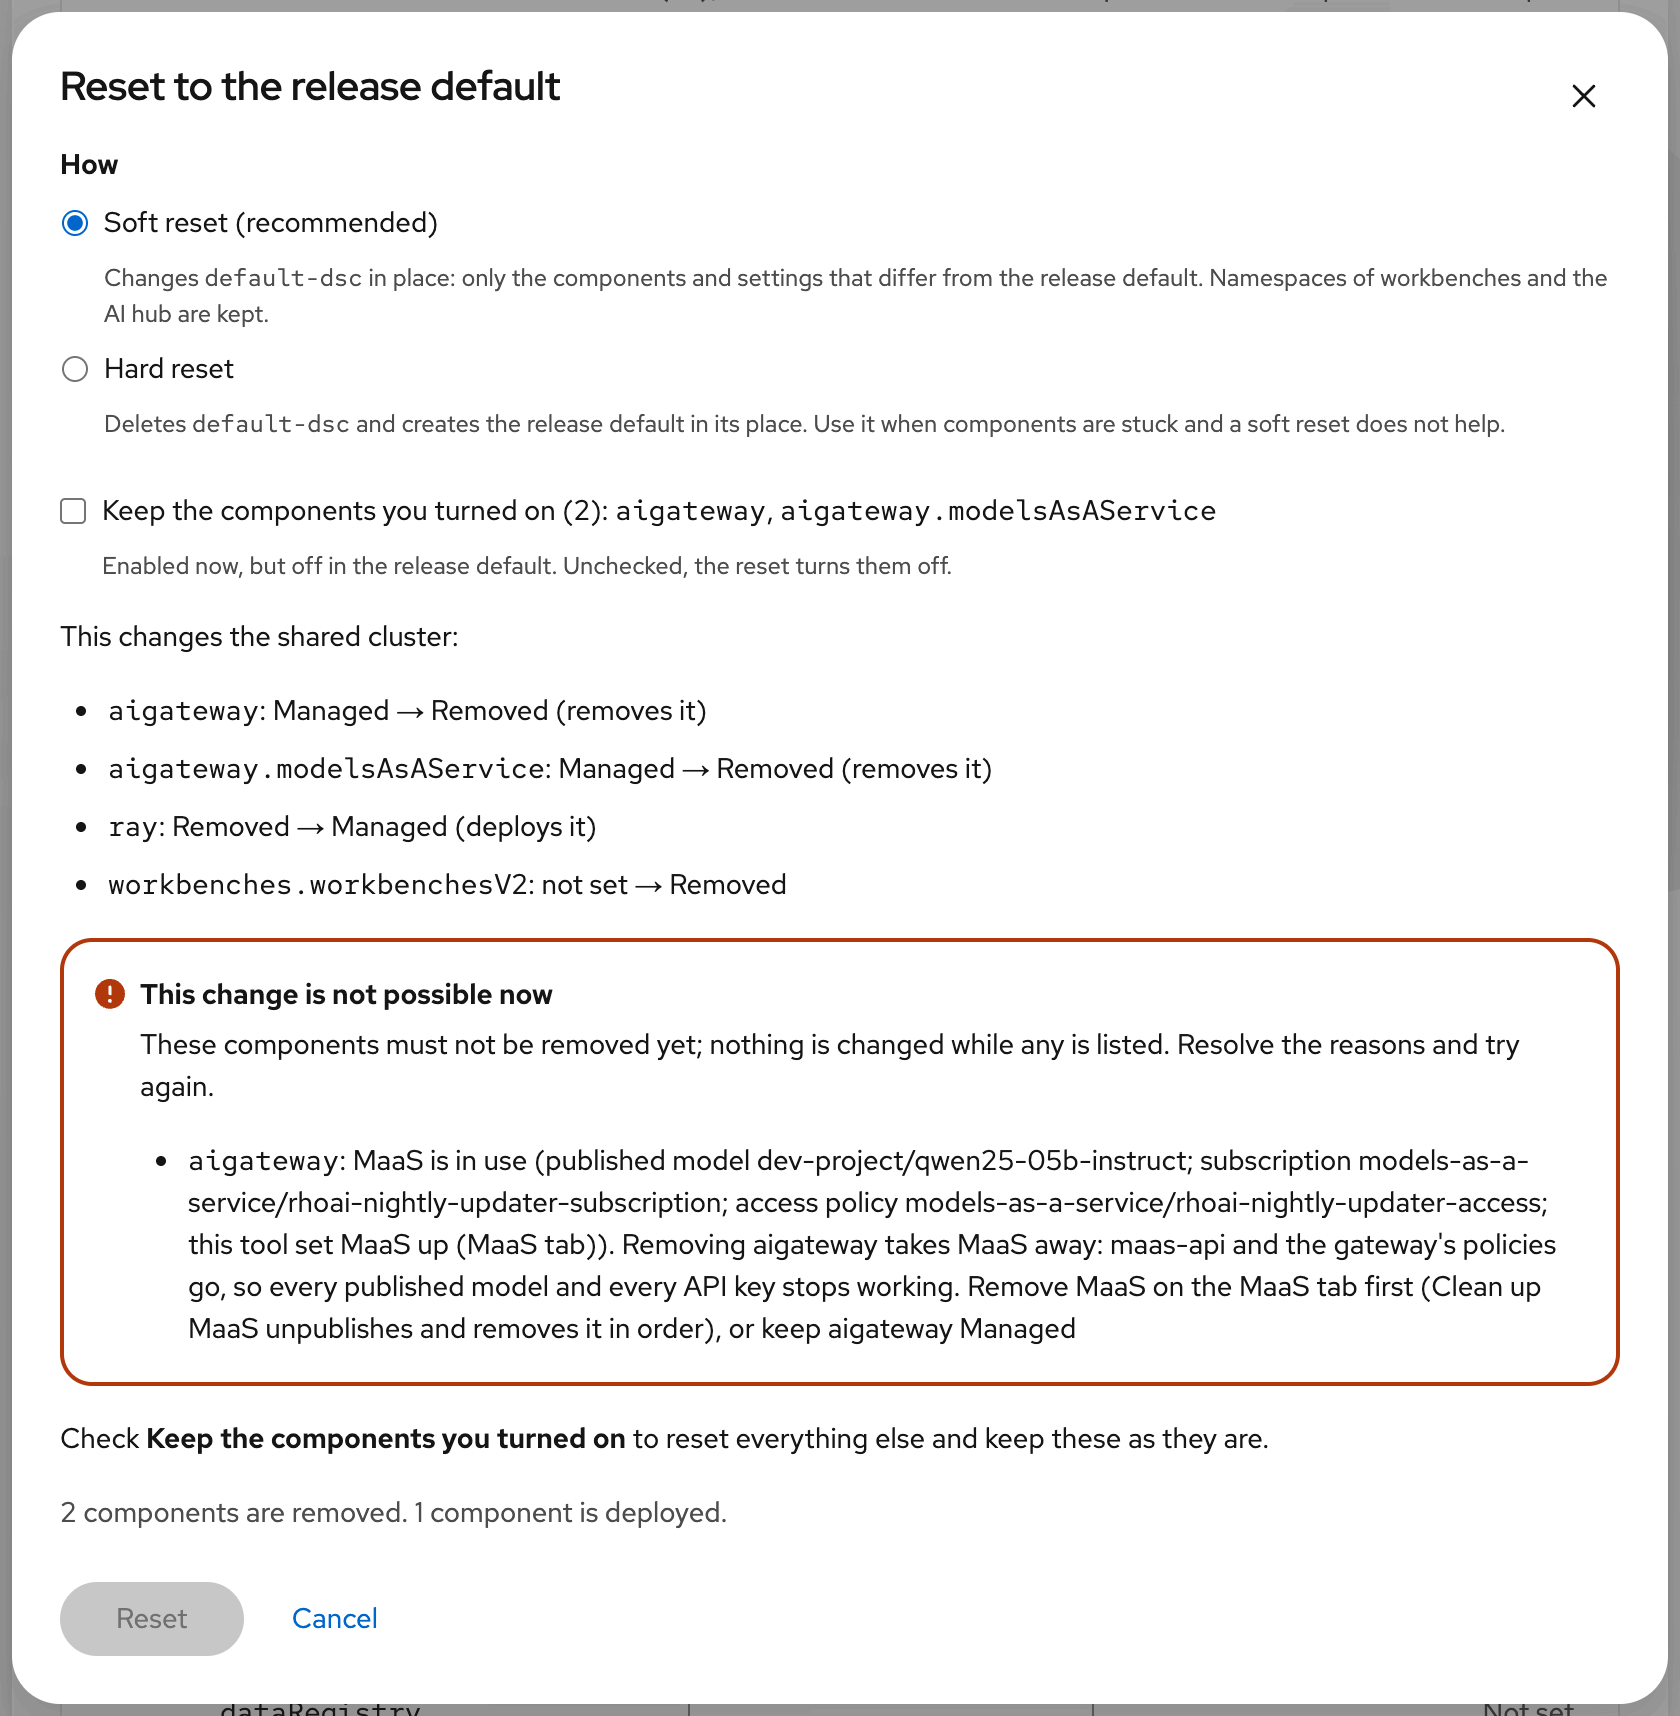 Reset to the release default
How
Soft reset (recommended)
Changes default-dsc in place: only the components and settings that differ from the release default. Namespaces of workbenches and the
AI hub are kept.
Hard reset
Deletes default-dsc and creates the release default in its place. Use it when components are stuck and a soft reset does not help.
Keep the components you turned on (2): aigateway, aigateway.modelsAsAService
Enabled now, but off in the release default. Unchecked, the reset turns them off.
This changes the shared cluster:
• aigateway: Managed → Removed (removes it)
• aigateway.modelsAsAService: Managed → Removed (removes it)
• ray: Removed → Managed (deploys it)
• workbenches.workbenchesV2: not set → Removed
This change is not possible now
These components must not be removed yet; nothing is changed while any is listed. Resolve the reasons and try
again.
• aigateway: MaaS is in use (published model dev-project/qwen25-05b-instruct; subscription models-as-a-
service/rhoai-nightly-updater-subscription; access policy models-as-a-service/rhoai-nightly-updater-access;
this tool set MaaS up (MaaS tab)). Removing aigateway takes MaaS away: maas-api and the gateway's policies
go, so every published model and every API key stops working. Remove MaaS on the MaaS tab first (Clean up
MaaS unpublishes and removes it in order), or keep aigateway Managed
Check Keep the components you turned on to reset everything else and keep these as they are.
2 components are removed. 1 component is deployed.
Reset Cancel
dataRegistry Not set